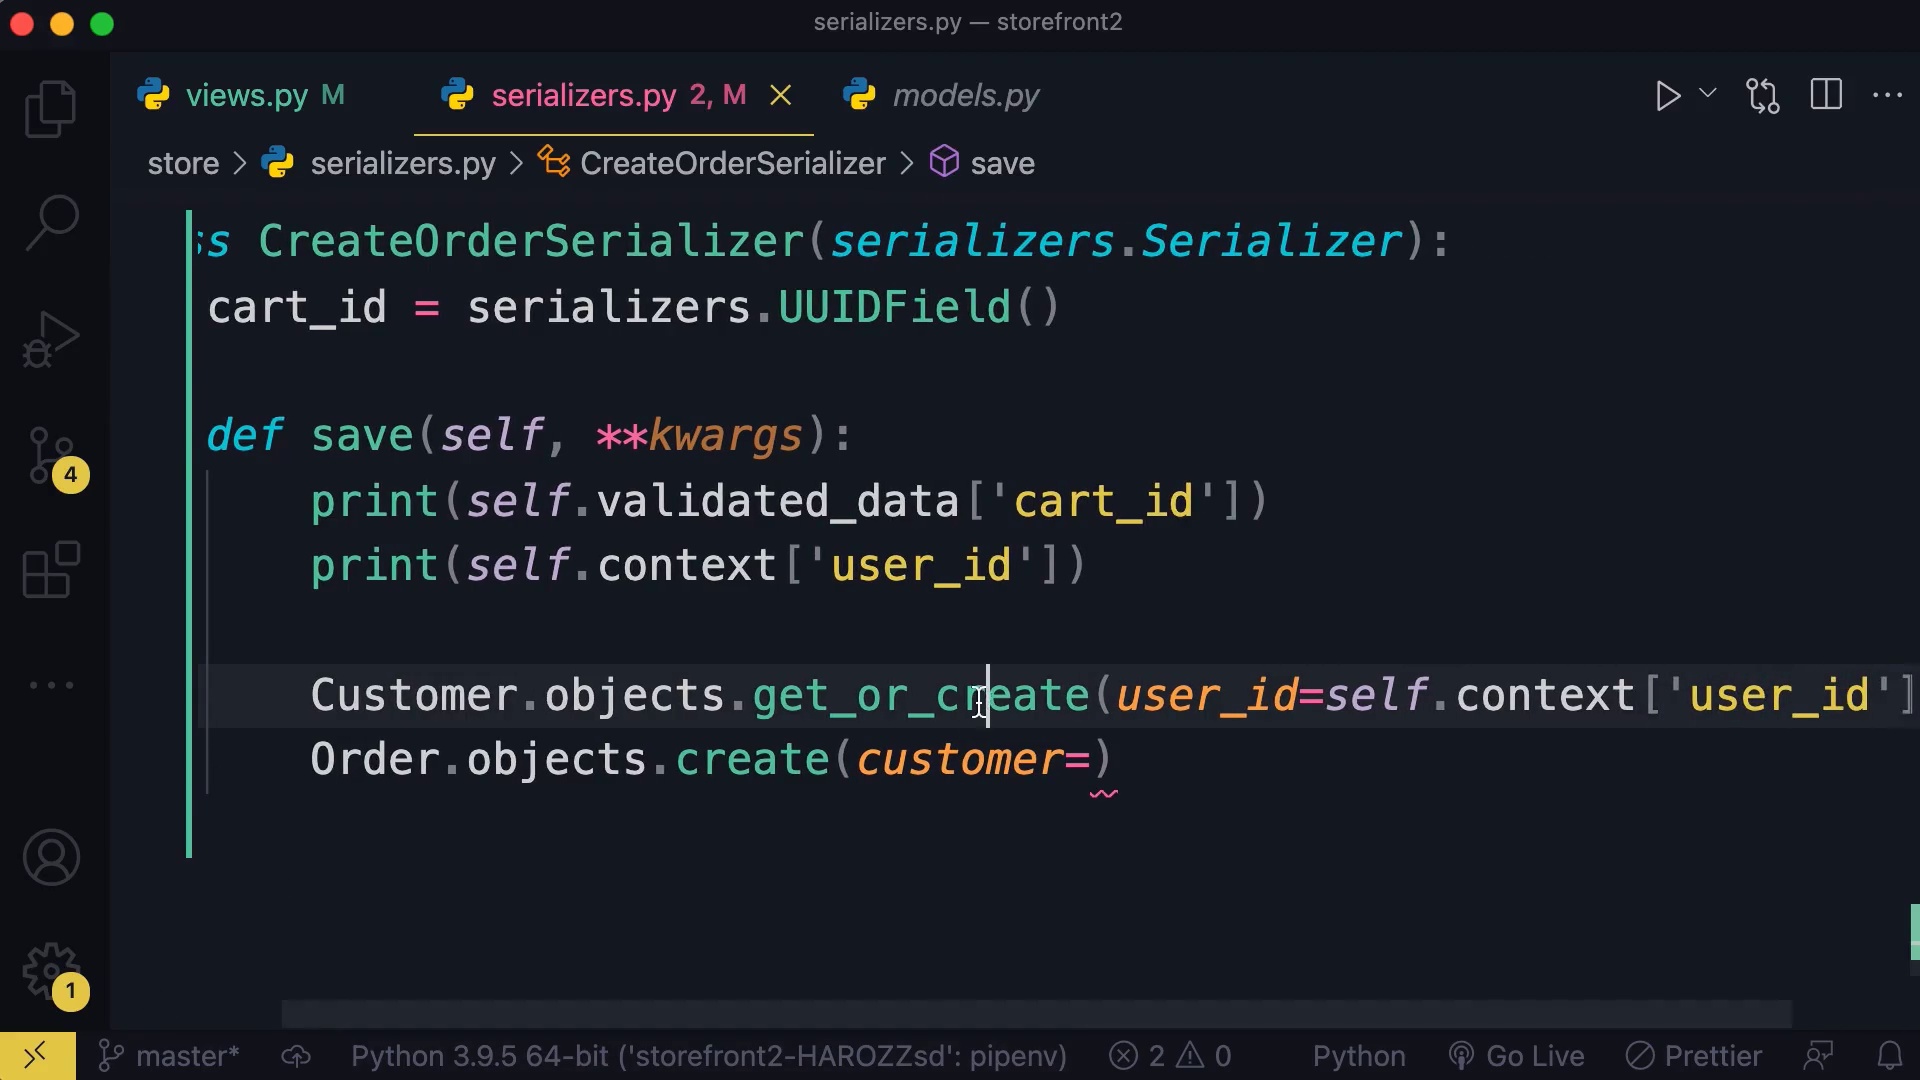 serializers.py — storefront2
views.py M serializers.py 2, M models.py
store > serializers.py > CreateOrderSerializer > save
ss CreateOrderSerializer(serializers.Serializer):
cart_id = serializers.UUIDField()
def save(self, **kwargs):
print(self.validated_data['cart_id'])
print(self.context['user_id'])
Customer.objects.get_or_create(user_id=self.context['user_id']
Order.objects.create(customer=)
4
1
master* Python 3.9.5 64-bit ('storefront2-HAROZZsd': pipenv) 2 0 Python Go Live Prettier